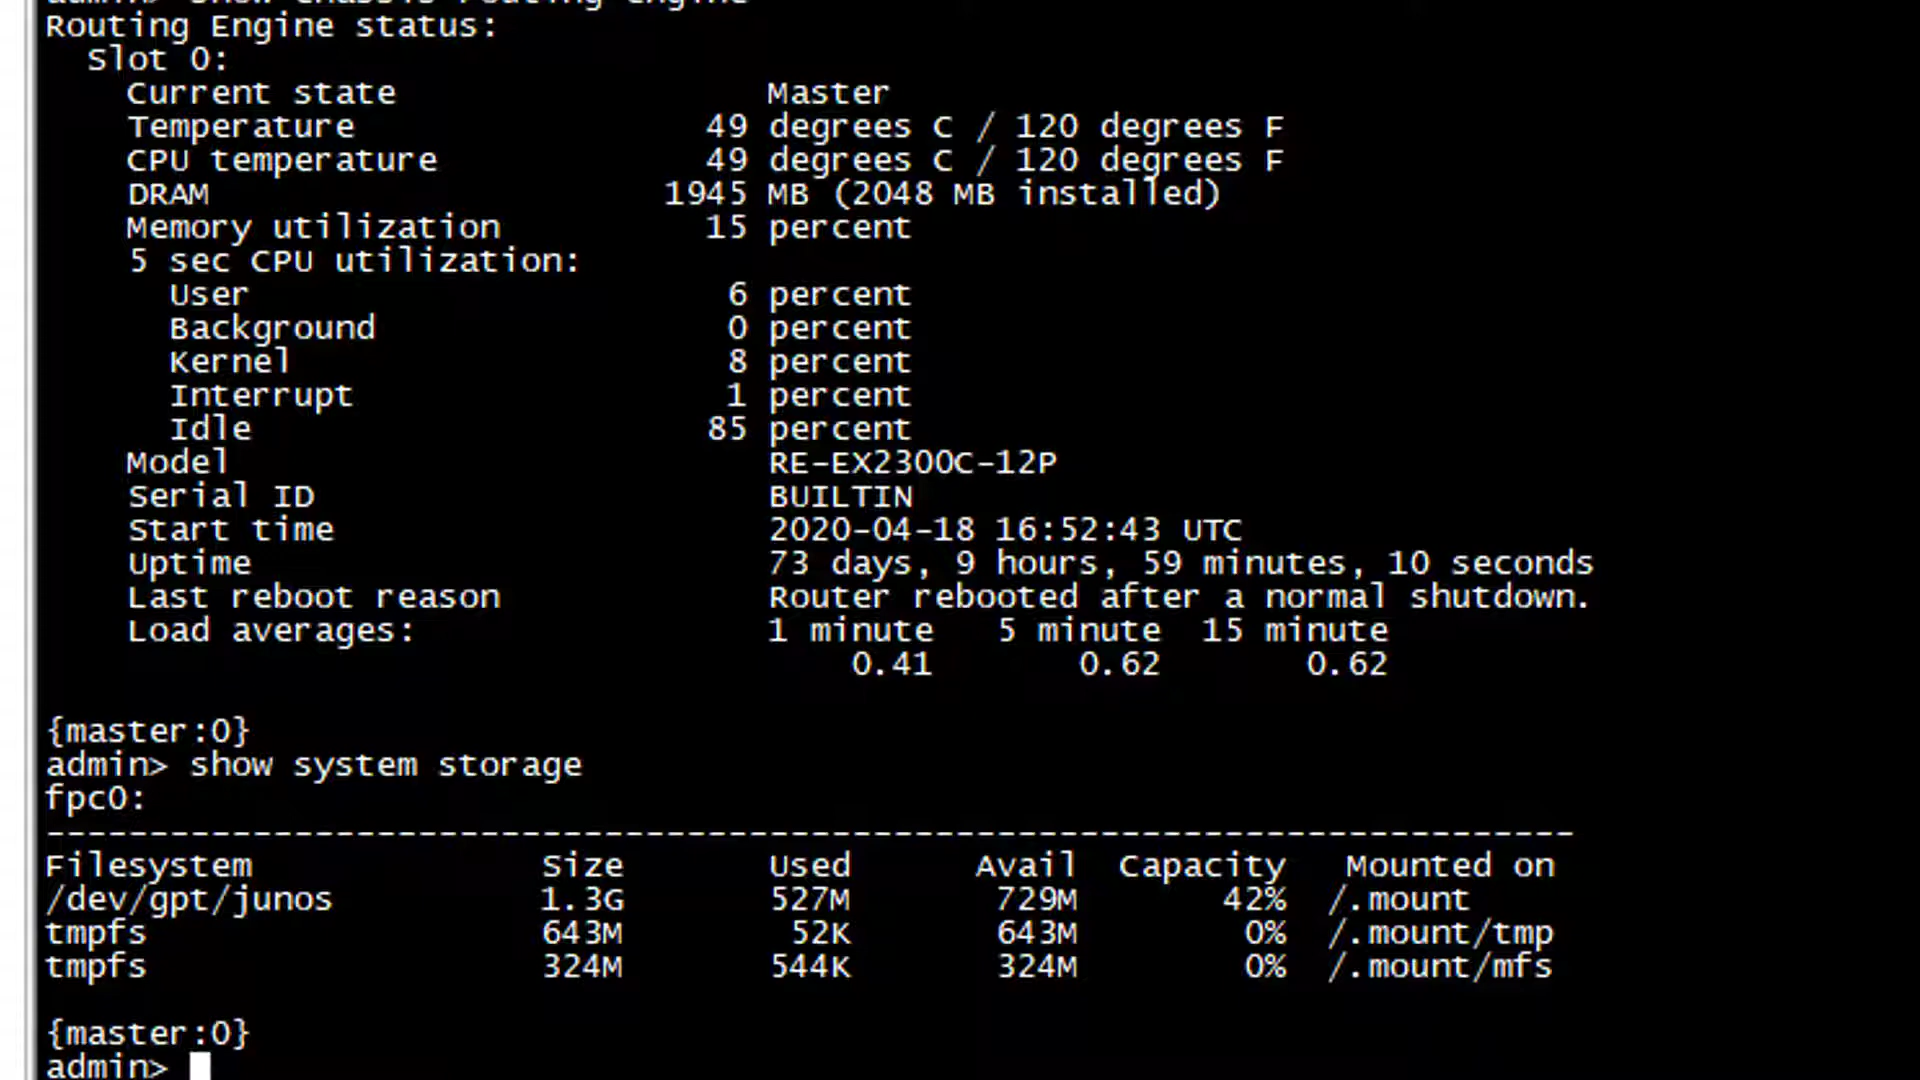 admin> show chassis routing-engine
Routing Engine status:
  Slot 0:
    Current state                  Master
    Temperature                 49 degrees C / 120 degrees F
    CPU temperature             49 degrees C / 120 degrees F
    DRAM                      1945 MB (2048 MB installed)
    Memory utilization          15 percent
    5 sec CPU utilization:
      User                       6 percent
      Background                 0 percent
      Kernel                     8 percent
      Interrupt                  1 percent
      Idle                      85 percent
    Model                          RE-EX2300C-12P
    Serial ID                      BUILTIN
    Start time                     2020-04-18 16:52:43 UTC
    Uptime                         73 days, 9 hours, 59 minutes, 10 seconds
    Last reboot reason             Router rebooted after a normal shutdown.
    Load averages:                 1 minute   5 minute  15 minute
                                       0.41       0.62       0.62
{master:0}
admin> show system storage
fpc0:
--------------------------------------------------------------------------
Filesystem              Size       Used      Avail  Capacity   Mounted on
/dev/gpt/junos          1.3G       527M       729M       42%  /.mount
tmpfs                   643M        52K       643M        0%  /.mount/tmp
tmpfs                   324M       544K       324M        0%  /.mount/mfs
{master:0}
admin>